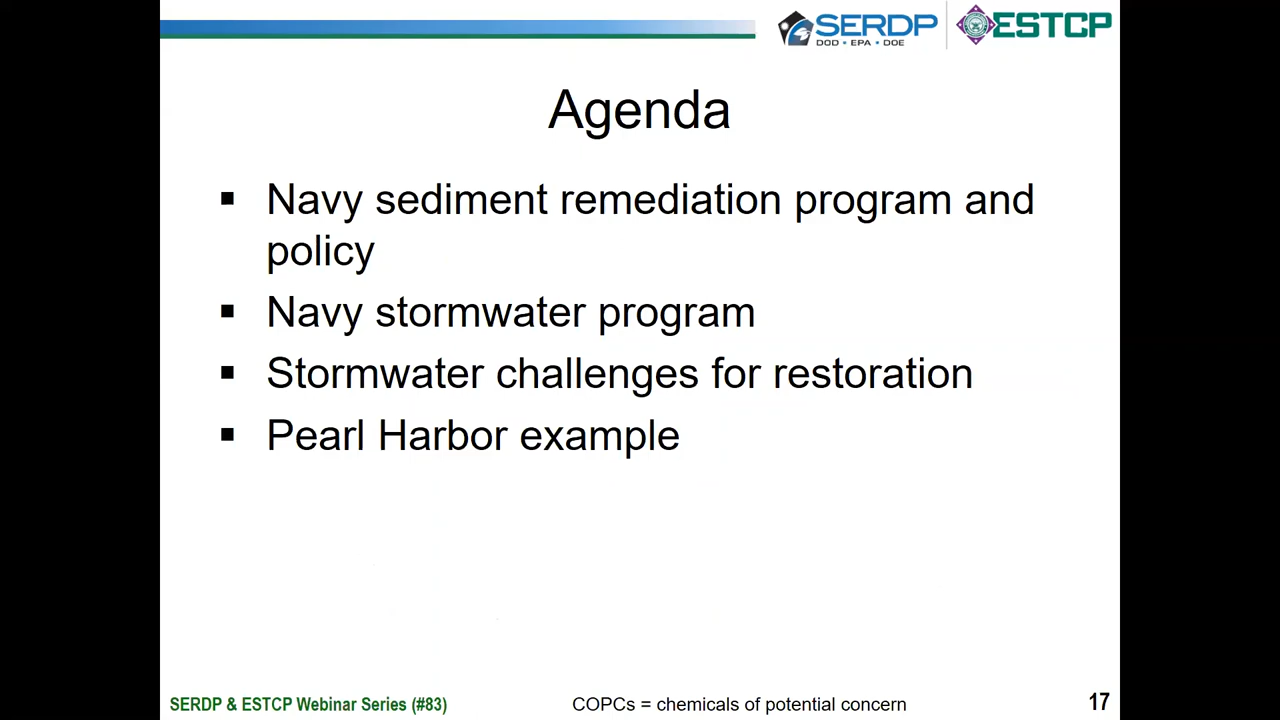 SERDP
DOD • EPA • DOE
ESTCP
Agenda
▪ Navy sediment remediation program and
policy
▪ Navy stormwater program
▪ Stormwater challenges for restoration
▪ Pearl Harbor example
SERDP & ESTCP Webinar Series (#83)
COPCs = chemicals of potential concern
17